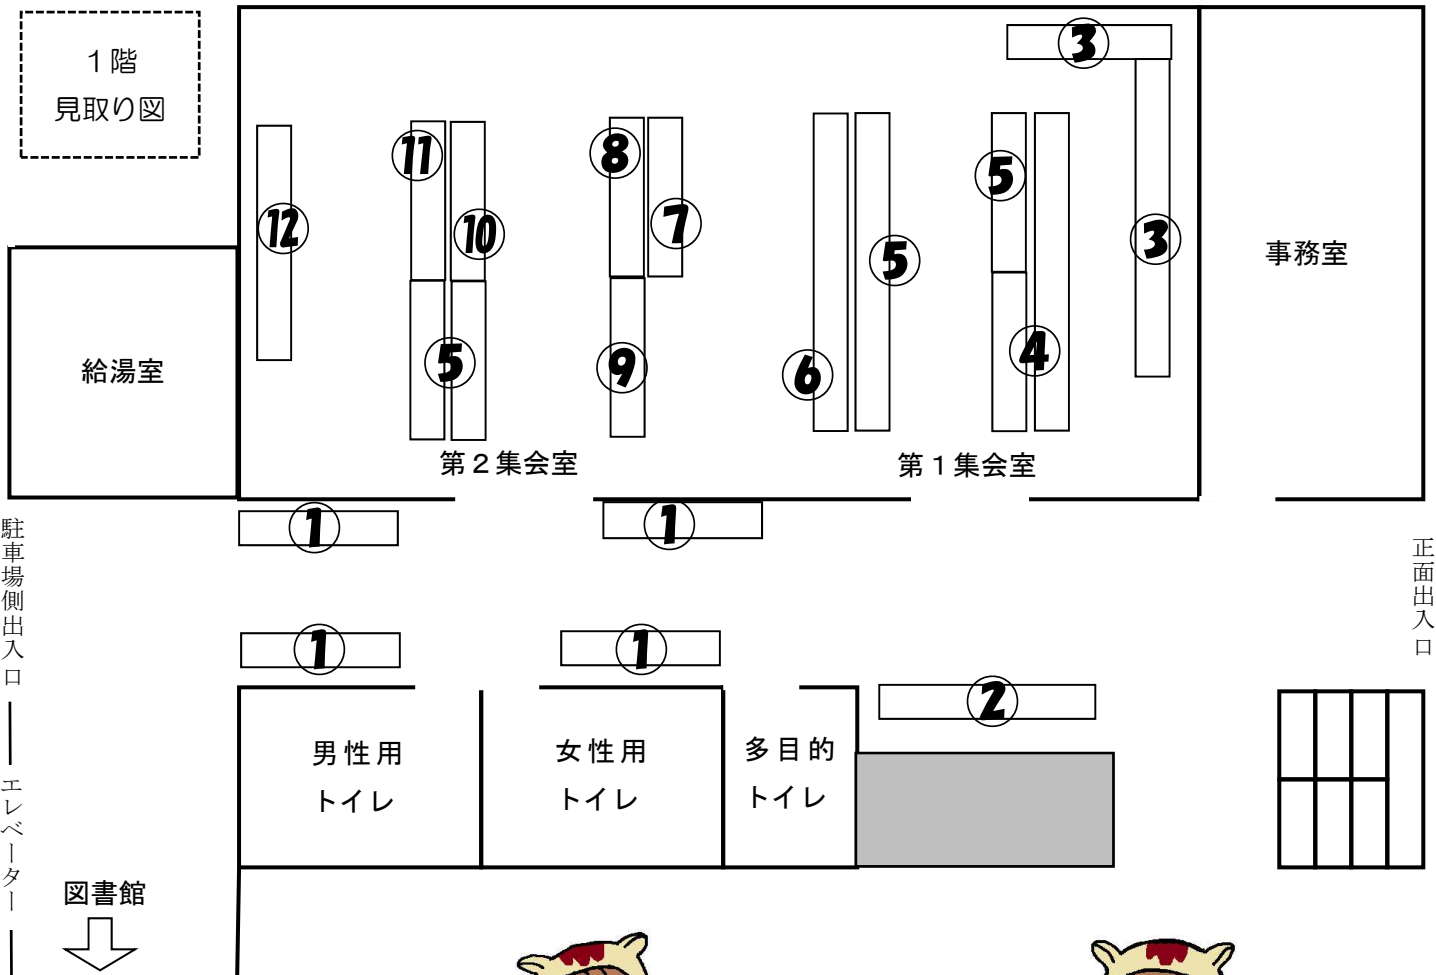 １階
見取り図
③
⑪
⑧
⑤
③
⑫
⑩
⑦
⑤
事務室
給湯室
⑤
⑨
⑥
④
第２集会室
第１集会室
①
①
駐車場側出入口
正面出入口
①
①
②
男性用
トイレ
女性用
トイレ
多目的
トイレ
エレベーター
図書館